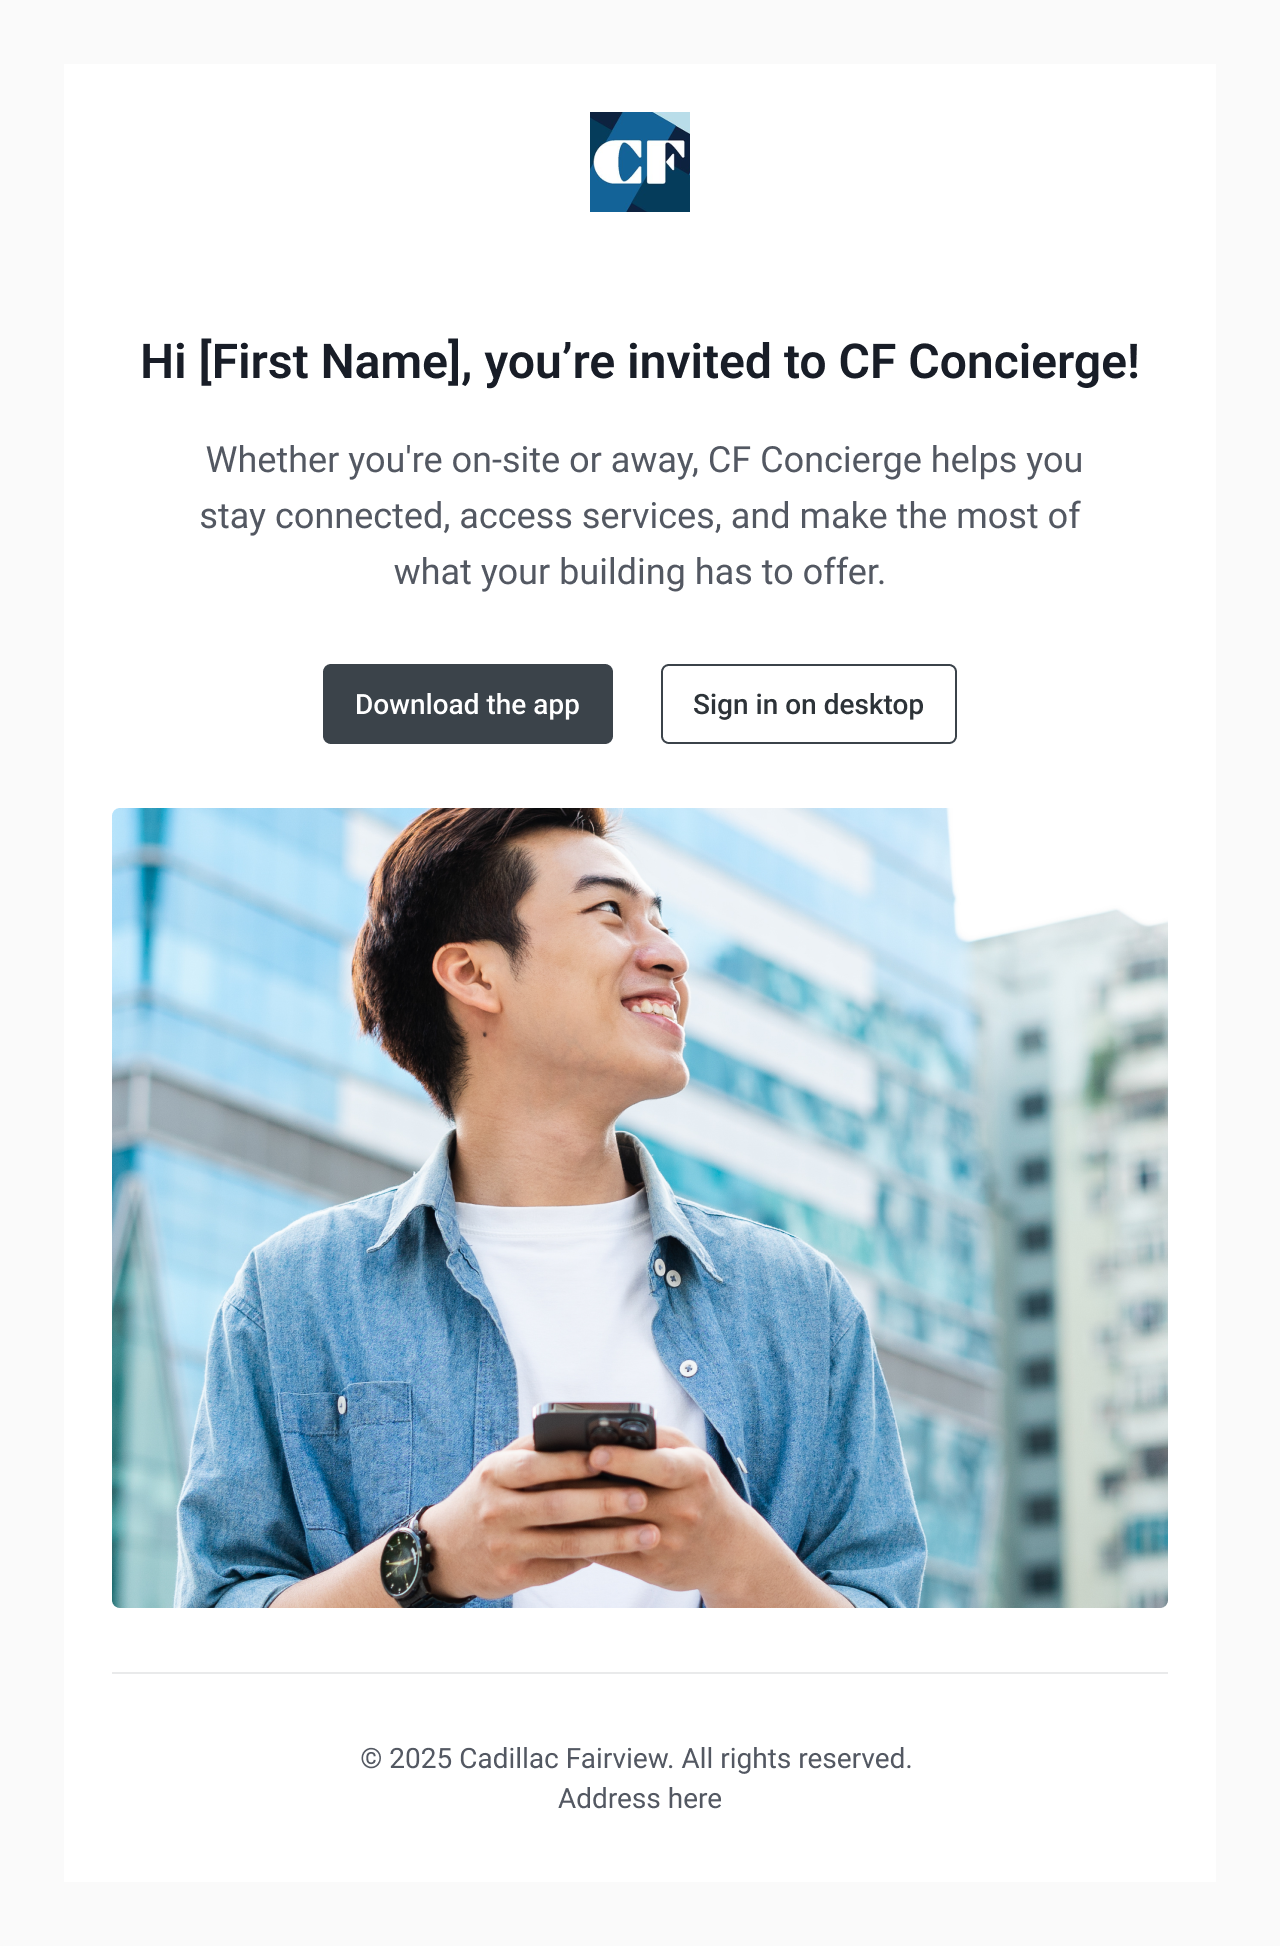 CF
Hi [First Name], you’re invited to CF Concierge!
Whether you're on-site or away, CF Concierge helps you
stay connected, access services, and make the most of
what your building has to offer.
Download the app
Sign in on desktop
© 2025 Cadillac Fairview. All rights reserved.
Address here